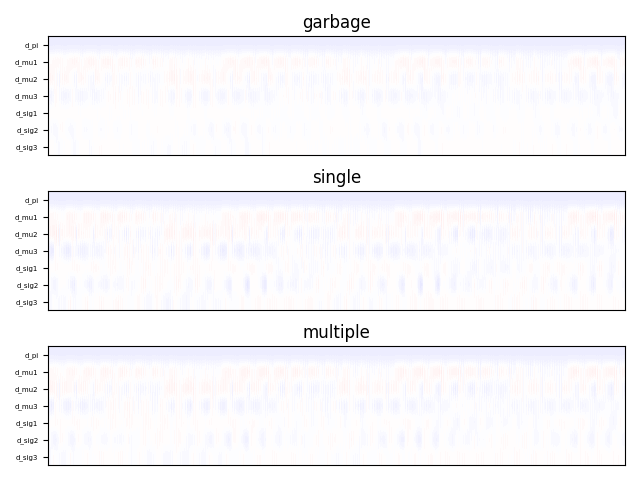 garbage
d_pi
d_mu1
d_mu2
d_mu3
d_sig1
d_sig2
d_sig3
single
d_pi
d_mu1
d_mu2
d_mu3
d_sig1
d_sig2
d_sig3
multiple
d_pi
d_mu1
d_mu2
d_mu3
d_sig1
d_sig2
d_sig3